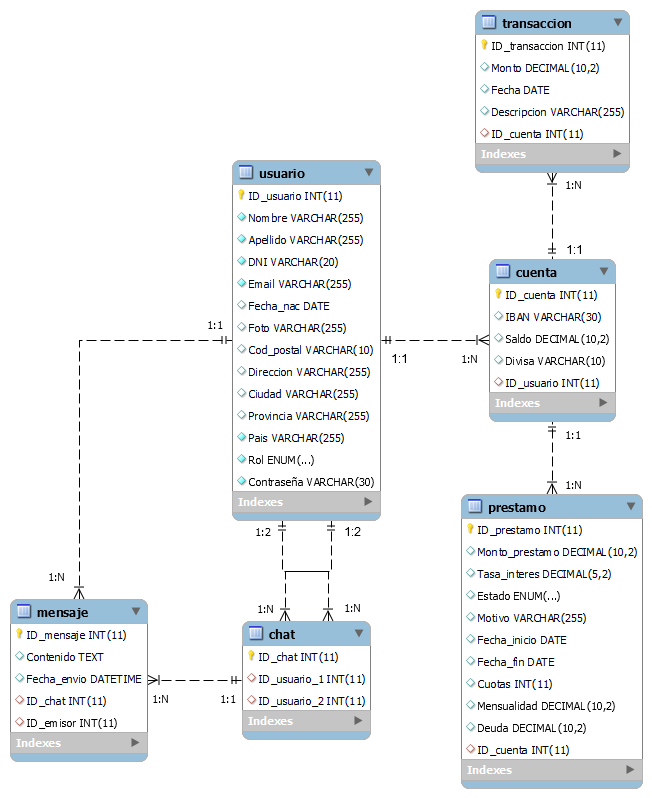 transaccion
ID_transaccion INT(11)
Monto DECIMAL(10,2)
Fecha DATE
Descripcion VARCHAR(255)
ID_cuenta INT(11)
Indexes
1:N
1:1
usuario
ID_usuario INT(11)
Nombre VARCHAR(255)
Apellido VARCHAR(255)
DNI VARCHAR(20)
Email VARCHAR(255)
Fecha_nac DATE
Foto VARCHAR(255)
Cod_postal VARCHAR(10)
Direccion VARCHAR(255)
Ciudad VARCHAR(255)
Provincia VARCHAR(255)
Pais VARCHAR(255)
Rol ENUM(...)
Contraseña VARCHAR(30)
Indexes
1:1
1:1
1:N
cuenta
ID_cuenta INT(11)
IBAN VARCHAR(30)
Saldo DECIMAL(10,2)
Divisa VARCHAR(10)
ID_usuario INT(11)
Indexes
1:1
1:N
prestamo
ID_prestamo INT(11)
Monto_prestamo DECIMAL(10,2)
Tasa_interes DECIMAL(5,2)
Estado ENUM(...)
Motivo VARCHAR(255)
Fecha_inicio DATE
Fecha_fin DATE
Cuotas INT(11)
Mensualidad DECIMAL(10,2)
Deuda DECIMAL(10,2)
ID_cuenta INT(11)
Indexes
1:2
1:2
1:N
1:N
1:N
mensaje
ID_mensaje INT(11)
Contenido TEXT
Fecha_envio DATETIME
ID_chat INT(11)
ID_emisor INT(11)
Indexes
1:N
1:1
chat
ID_chat INT(11)
ID_usuario_1 INT(11)
ID_usuario_2 INT(11)
Indexes